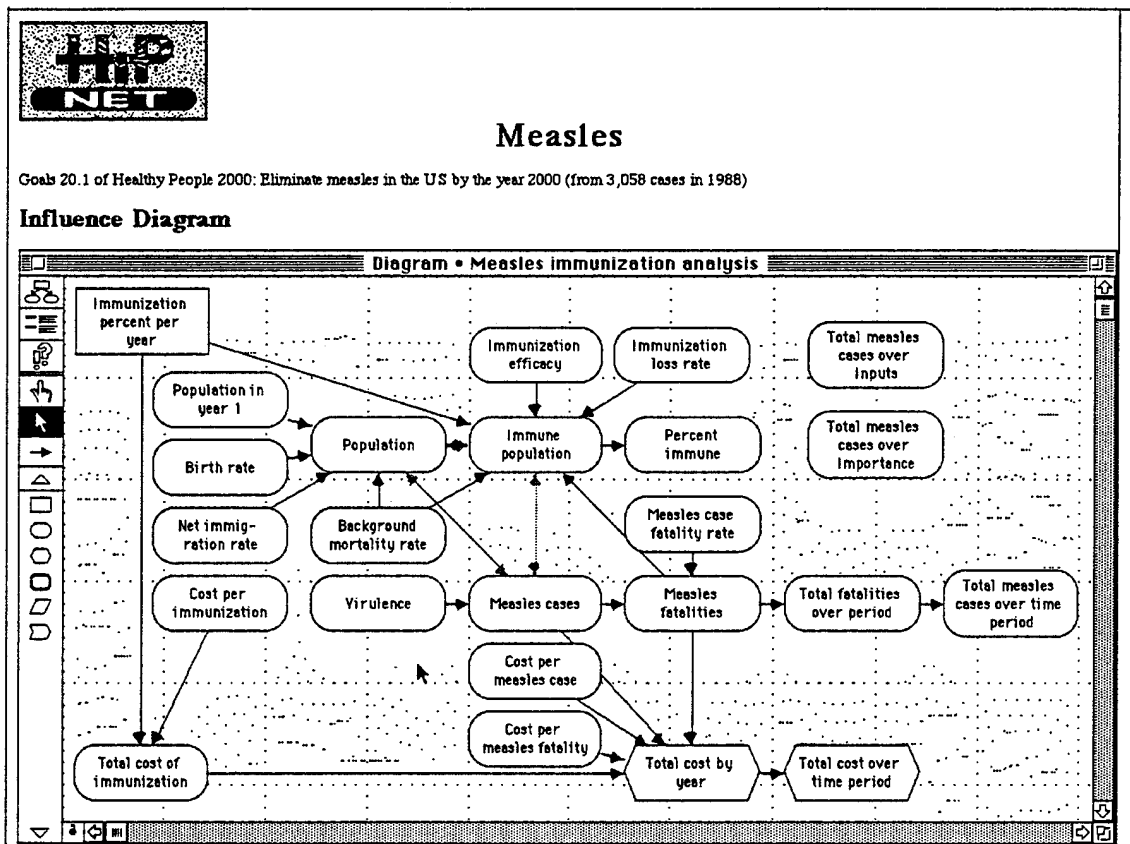 HiP
NET
Measles
Goals 20.1 of Healthy People 2000: Eliminate measles in the US by the year 2000 (from 3,058 cases in 1988)
Influence Diagram
Diagram • Measles immunization analysis
Immunization
percent per
year
Immunization
efficacy
Immunization
loss rate
Total measles
cases over
Inputs
Population in
year 1
Population
Immune
population
Percent
immune
Total measles
cases over
Importance
Birth rate
Net immig-
ration rate
Background
mortality rate
Measles case
fatality rate
Cost per
immunization
Virulence
Measles cases
Measles
fatalities
Total fatalities
over period
Total measles
cases over time
period
Cost per
measles case
Cost per
measles fatality
Total cost of
immunization
Total cost by
year
Total cost over
time period